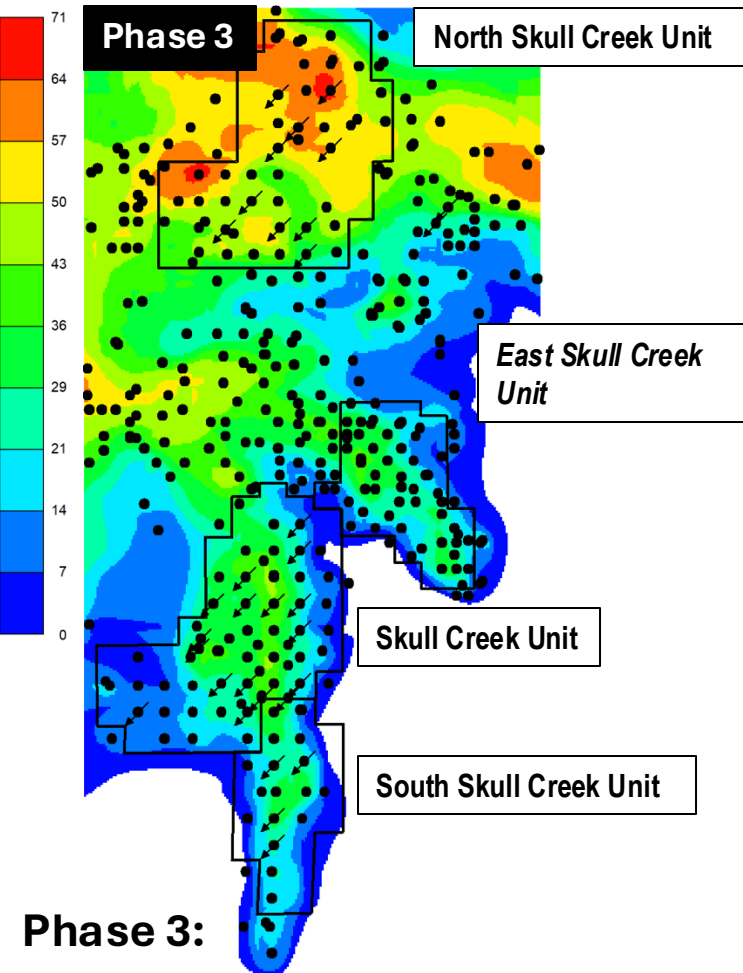 71
Phase 3
North Skull Creek Unit
64
57
50
43
36
East Skull Creek
Unit
29
21
14
7
0
Skull Creek Unit
South Skull Creek Unit
Phase 3: